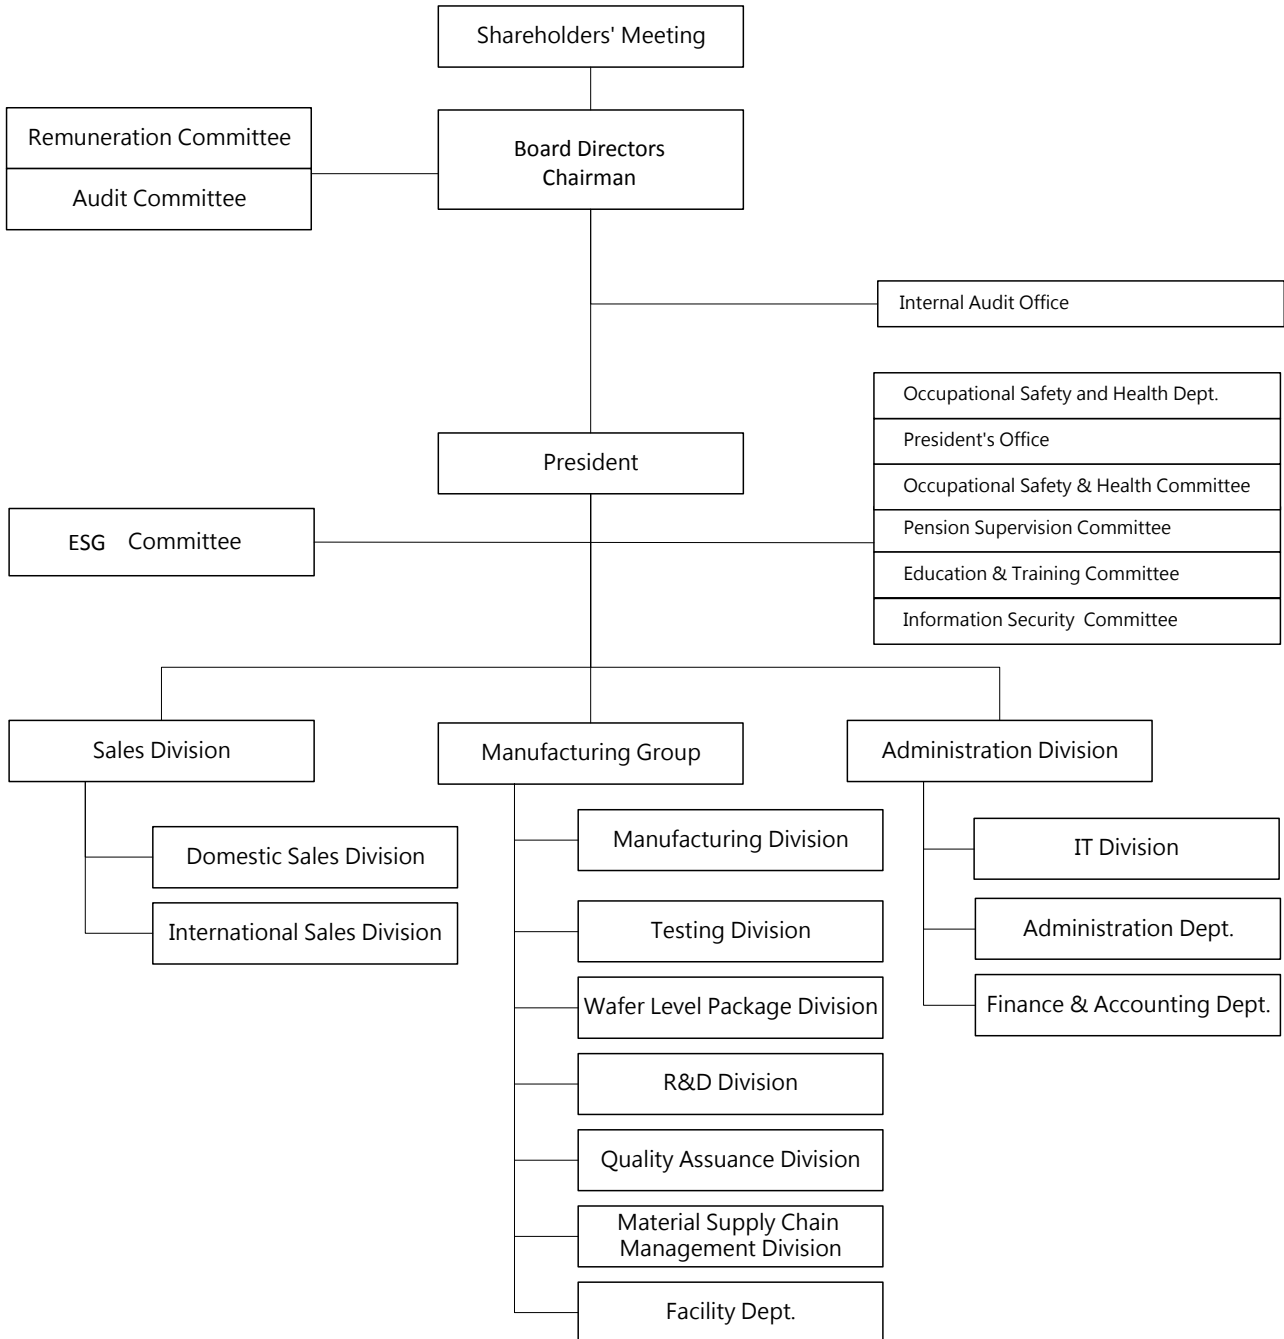 Shareholders' Meeting
Remuneration Committee
Audit Committee
Board Directors
Chairman
Internal Audit Office
Occupational Safety and Health Dept.
President's Office
Occupational Safety & Health Committee
Pension Supervision Committee
Education & Training Committee
Information Security Committee
President
ESG Committee
Sales Division
Manufacturing Group
Administration Division
Domestic Sales Division
International Sales Division
Manufacturing Division
Testing Division
Wafer Level Package Division
R&D Division
Quality Assuance Division
Material Supply Chain
Management Division
Facility Dept.
IT Division
Administration Dept.
Finance & Accounting Dept.